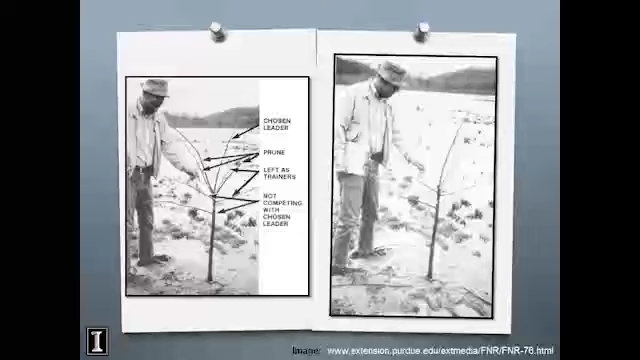 CHOSEN
LEADER
PRUNE
LEFT AS
TRAINERS
NOT
COMPETING
WITH
CHOSEN
LEADER
I
Image: www.extension.purdue.edu/extmedia/FNR/FNR-76.html